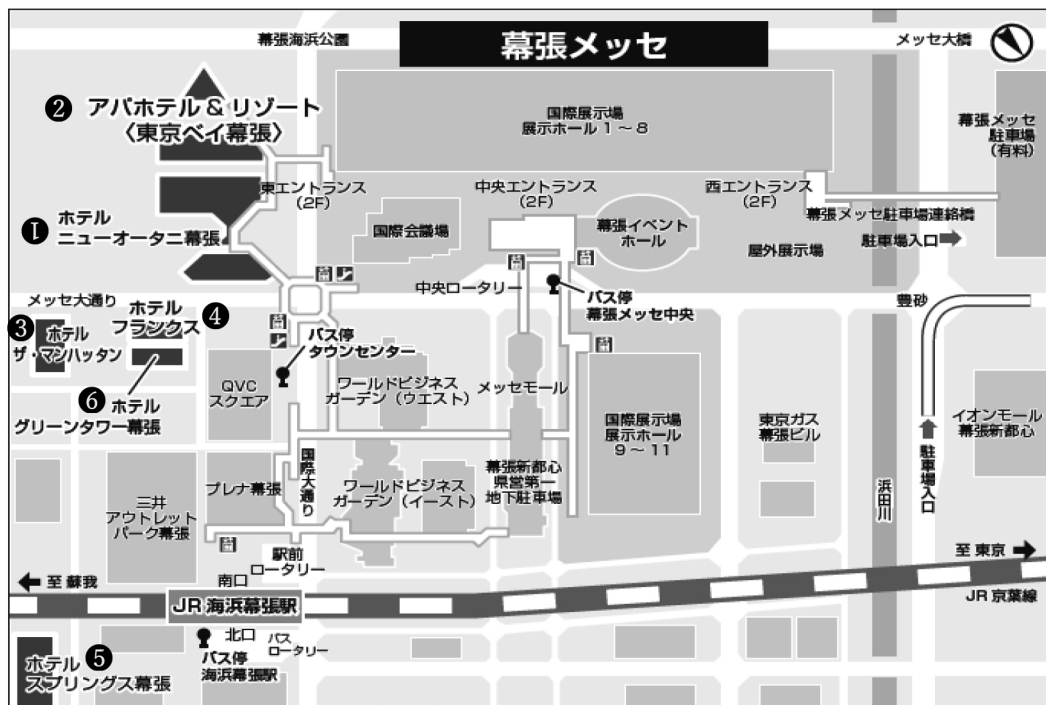 幕張海浜公園
幕張メッセ
メッセ大橋
❷ アパホテル & リゾート
〈東京ベイ幕張〉
国際展示場
展示ホール 1 ～ 8
幕張メッセ
駐車場
(有料)
東エントランス
(2F)
中央エントランス
(2F)
西エントランス
(2F)
幕張メッセ駐車場連絡橋
❶ ホテル
ニューオータニ幕張
国際会議場
幕張イベント
ホール
屋外展示場
駐車場入口
メッセ大通り
中央ロータリー
バス停
幕張メッセ中央
豊砂
❸ ホテル
ザ・マンハッタン
ホテル
フランクス ❹
バス停
タウンセンター
QVC
スクエア
ワールドビジネス
ガーデン（ウエスト）
メッセモール
❻ ホテル
グリーンタワー幕張
国際展示場
展示ホール
9 ～ 11
東京ガス
幕張ビル
イオンモール
幕張新都心
駐車場入口
浜田川
国際大通り
プレナ幕張
ワールドビジネス
ガーデン（イースト）
幕張新都心
県営第一
地下駐車場
三井
アウトレット
パーク幕張
駅前
ロータリー
南口
至 蘇我
至 東京
JR 海浜幕張駅
JR 京葉線
北口
バス
ロータリー
バス停
海浜幕張駅
ホテル ❺
スプリングス幕張